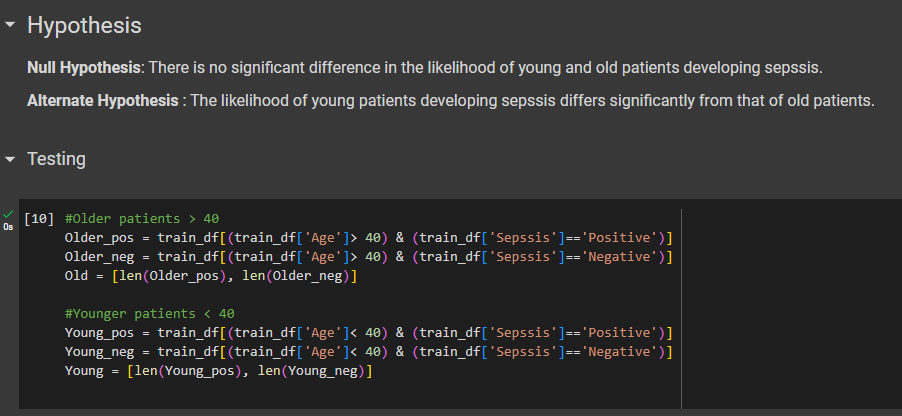 Hypothesis
Null Hypothesis: There is no significant difference in the likelihood of young and old patients developing sepssis.
Alternate Hypothesis : The likelihood of young patients developing sepssis differs significantly from that of old patients.
Testing
[10] #Older patients > 40
0s
Older_pos = train_df[(train_df['Age']> 40) & (train_df['Sepssis']=='Positive')]
Older_neg = train_df[(train_df['Age']> 40) & (train_df['Sepssis']=='Negative')]
Old = [len(Older_pos), len(Older_neg)]
#Younger patients < 40
Young_pos = train_df[(train_df['Age']< 40) & (train_df['Sepssis']=='Positive')]
Young_neg = train_df[(train_df['Age']< 40) & (train_df['Sepssis']=='Negative')]
Young = [len(Young_pos), len(Young_neg)]